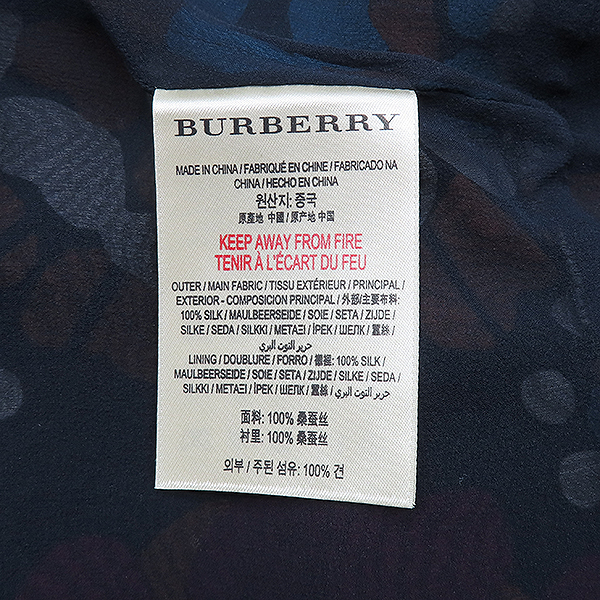 BURBERRY
MADE IN CHINA / FABRIQUÉ EN CHINE / FABRICADO NA
CHINA / HECHO EN CHINA
원산지: 중국
原產地 中國 / 原产地 中国
KEEP AWAY FROM FIRE
TENIR À L'ÉCART DU FEU
OUTER / MAIN FABRIC / TISSU EXTÉRIEUR / PRINCIPAL /
EXTERIOR - COMPOSICION PRINCIPAL / 外部/主要布料:
100% SILK / MAULBEERSEIDE / SOIE / SETA / ZIJDE /
SILKE / SEDA / SILKKI / ΜΕΤΑΞΙ / İPEK / ШЕЛК / 蠶絲 /
حرير التوت البري
LINING / DOUBLURE / FORRO / 襯裡: 100% SILK /
MAULBEERSEIDE / SOIE / SETA / ZIJDE / SILKE / SEDA /
SILKKI / ΜΕΤΑΞΙ / İPEK / ШЕЛК / 蠶絲 / حرير التوت البري
面料: 100% 桑蚕丝
衬里: 100% 桑蚕丝
외부 / 주된 섬유: 100% 견